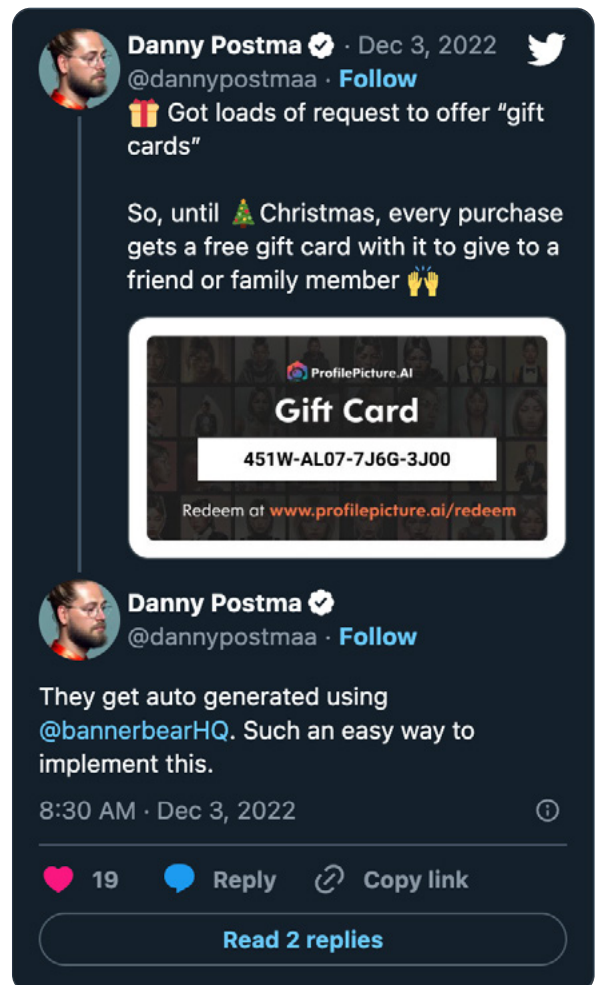 Danny Postma · Dec 3, 2022
@dannypostmaa · Follow
🎁 Got loads of request to offer “gift
cards”
So, until 🎄 Christmas, every purchase
gets a free gift card with it to give to a
friend or family member 🙌
ProfilePicture.AI
Gift Card
451W-AL07-7J6G-3J00
Redeem at www.profilepicture.ai/redeem
Danny Postma
@dannypostmaa · Follow
They get auto generated using
@bannerbearHQ. Such an easy way to
implement this.
8:30 AM · Dec 3, 2022
19 Reply Copy link
Read 2 replies